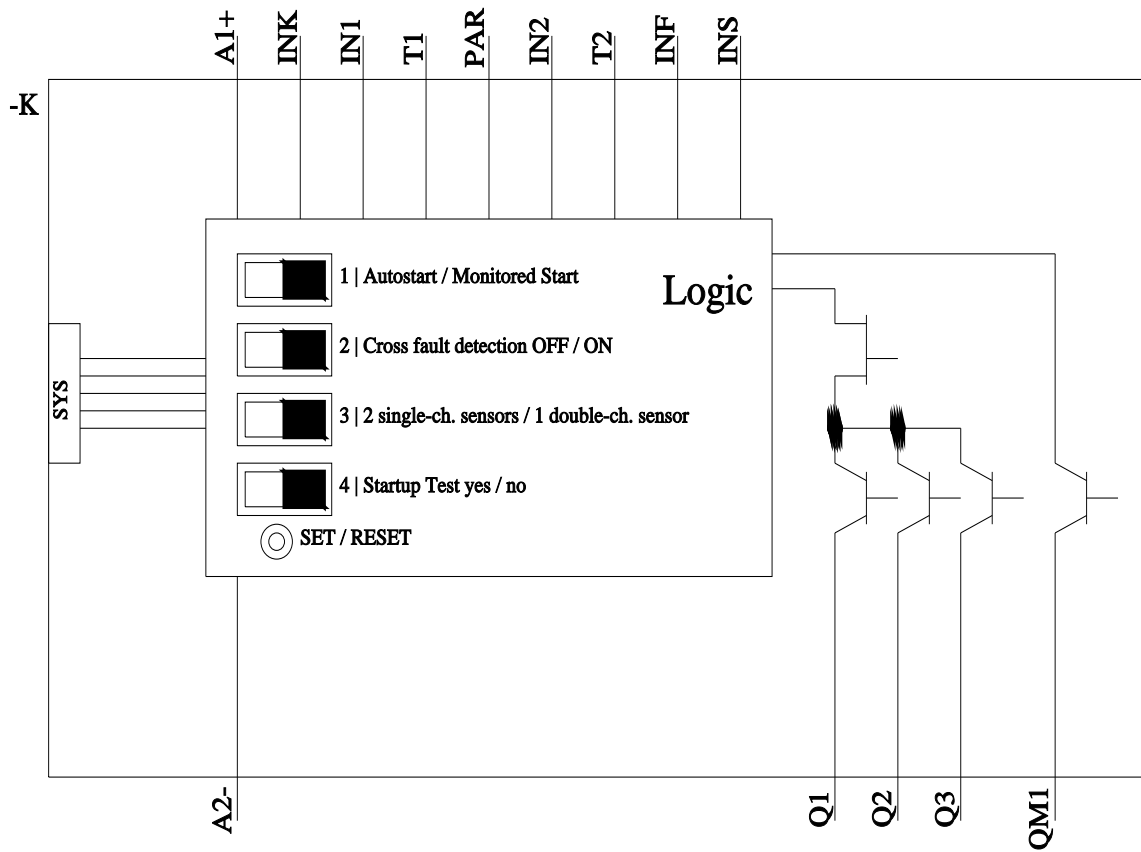 A1+
INK
IN1
T1
PAR
IN2
T2
INF
INS
-K
1 | Autostart / Monitored Start
Logic
2 | Cross fault detection OFF / ON
SYS
3 | 2 single-ch. sensors / 1 double-ch. sensor
4 | Startup Test yes / no
SET / RESET
A2-
Q1
Q2
Q3
QM1